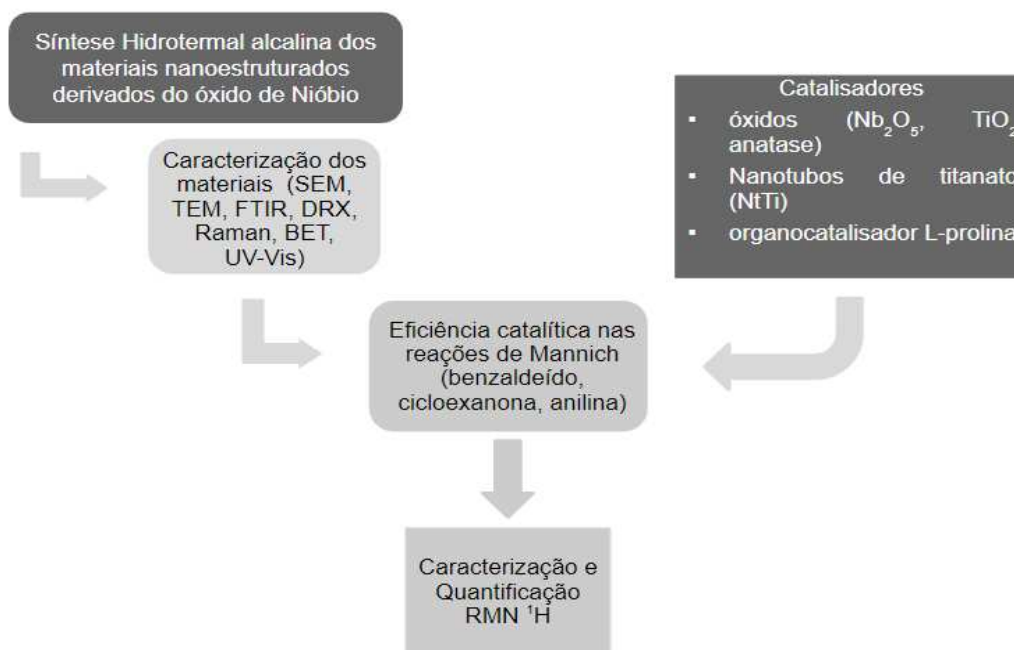 Síntese Hidrotermal alcalina dos
materiais nanoestruturados
derivados do óxido de Nióbio
Caracterização dos
materiais (SEM,
TEM, FTIR, DRX,
Raman, BET,
UV-Vis)
Catalisadores
▪ óxidos (Nb₂O₅, TiO₂
anatase)
▪ Nanotubos de titanato
(NtTi)
▪ organocatalisador L-prolina
Eficiência catalítica nas
reações de Mannich
(benzaldeído,
cicloexanona, anilina)
Caracterização e
Quantificação
RMN ¹H